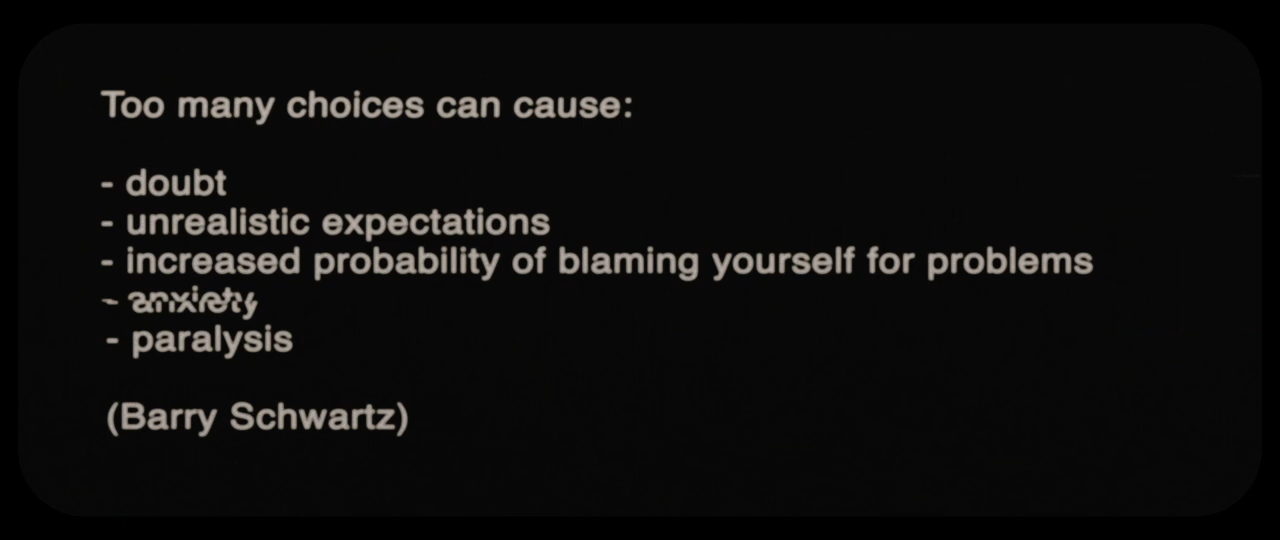 Too many choices can cause:
- doubt
- unrealistic expectations
- increased probability of blaming yourself for problems
- anxiety
- paralysis
(Barry Schwartz)